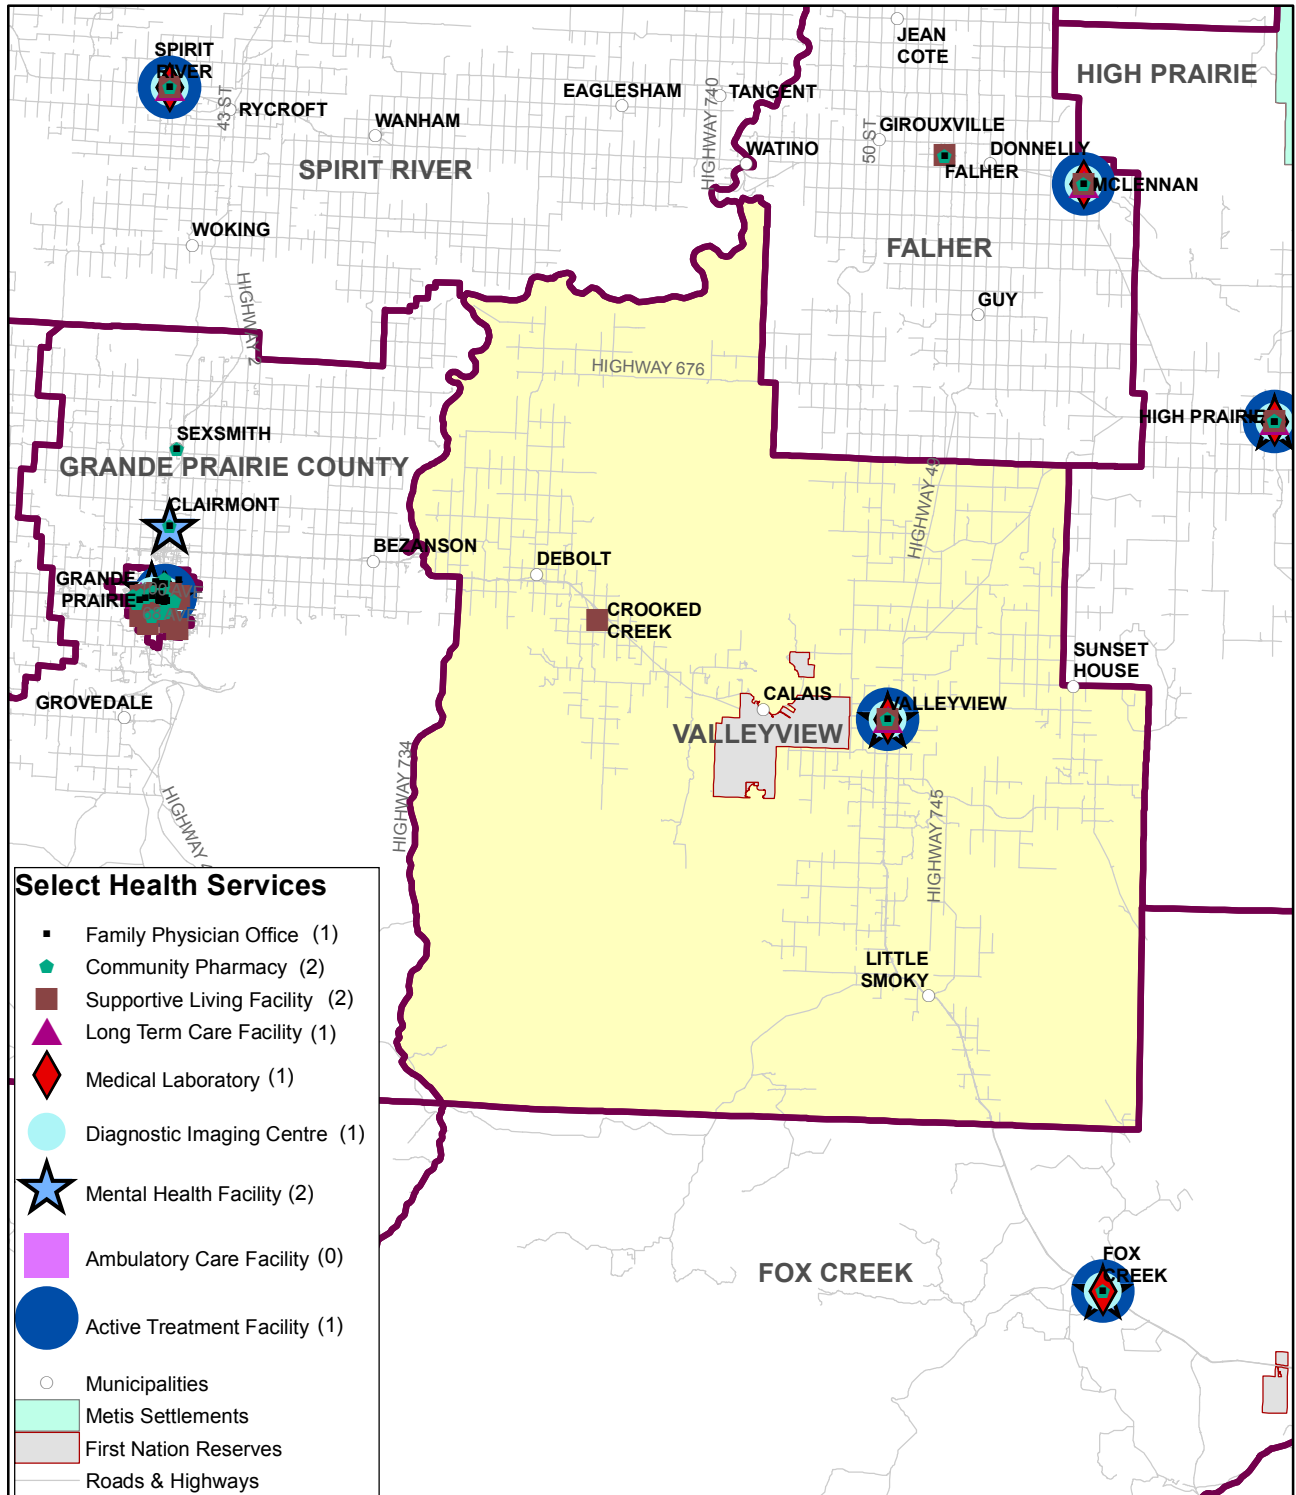 JEAN
COTE
SPIRIT
RIVER
HIGH PRAIRIE
EAGLESHAM
TANGENT
43 ST
RYCROFT
WANHAM
HIGHWAY 740
50 ST
GIROUXVILLE
WATINO
DONNELLY
FALHER
SPIRIT RIVER
MCLENNAN
WOKING
FALHER
HIGHWAY 2
GUY
HIGHWAY 676
HIGH PRAIRIE
SEXSMITH
GRANDE PRAIRIE COUNTY
HIGHWAY 49
CLAIRMONT
BEZANSON
DEBOLT
GRANDE
PRAIRIE
CROOKED
CREEK
SUNSET
HOUSE
CALAIS
GROVEDALE
VALLEYVIEW
VALLEYVIEW
HIGHWAY 734
HIGHWAY 4
HIGHWAY 745
LITTLE
SMOKY
FOX
CREEK
FOX CREEK
Select Health Services
Family Physician Office (1)
Community Pharmacy (2)
Supportive Living Facility (2)
Long Term Care Facility (1)
Medical Laboratory (1)
Diagnostic Imaging Centre (1)
Mental Health Facility (2)
Ambulatory Care Facility (0)
Active Treatment Facility (1)
Municipalities
Metis Settlements
First Nation Reserves
Roads & Highways